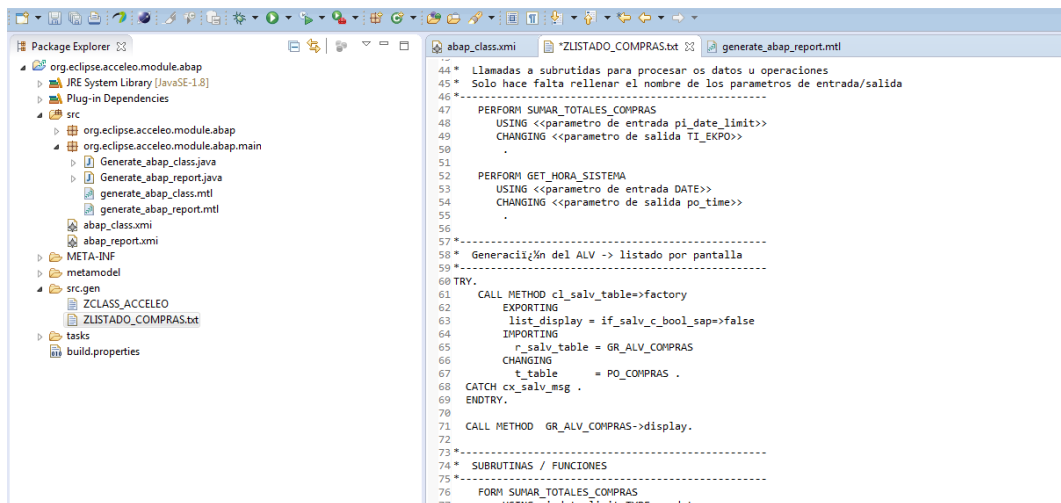 Package Explorer
org.eclipse.acceleo.module.abap
JRE System Library [JavaSE-1.8]
Plug-in Dependencies
src
org.eclipse.acceleo.module.abap
org.eclipse.acceleo.module.abap.main
Generate_abap_class.java
Generate_abap_report.java
generate_abap_class.mtl
generate_abap_report.mtl
abap_class.xmi
abap_report.xmi
META-INF
metamodel
src.gen
ZCLASS_ACCELEO
ZLISTADO_COMPRAS.txt
tasks
build.properties
abap_class.xmi *ZLISTADO_COMPRAS.txt generate_abap_report.mtl
44 * Llamadas a subrutidas para procesar os datos u operaciones
45 * Solo hace falta rellenar el nombre de los parametros de entrada/salida
46 *--------------------------------------------------
47 PERFORM SUMAR_TOTALES_COMPRAS
48 USING <<parametro de entrada pi_date_limit>>
49 CHANGING <<parametro de salida TI_EKPO>>
50 .
51
52 PERFORM GET_HORA_SISTEMA
53 USING <<parametro de entrada DATE>>
54 CHANGING <<parametro de salida po_time>>
55 .
56
57 *--------------------------------------------------
58 * Generaciï¿½n del ALV -> listado por pantalla
59 *--------------------------------------------------
60 TRY.
61 CALL METHOD cl_salv_table=>factory
62 EXPORTING
63 list_display = if_salv_c_bool_sap=>false
64 IMPORTING
65 r_salv_table = GR_ALV_COMPRAS
66 CHANGING
67 t_table = PO_COMPRAS .
68 CATCH cx_salv_msg .
69 ENDTRY.
70
71 CALL METHOD GR_ALV_COMPRAS->display.
72
73 *--------------------------------------------------
74 * SUBRUTINAS / FUNCIONES
75 *--------------------------------------------------
76 FORM SUMAR_TOTALES_COMPRAS